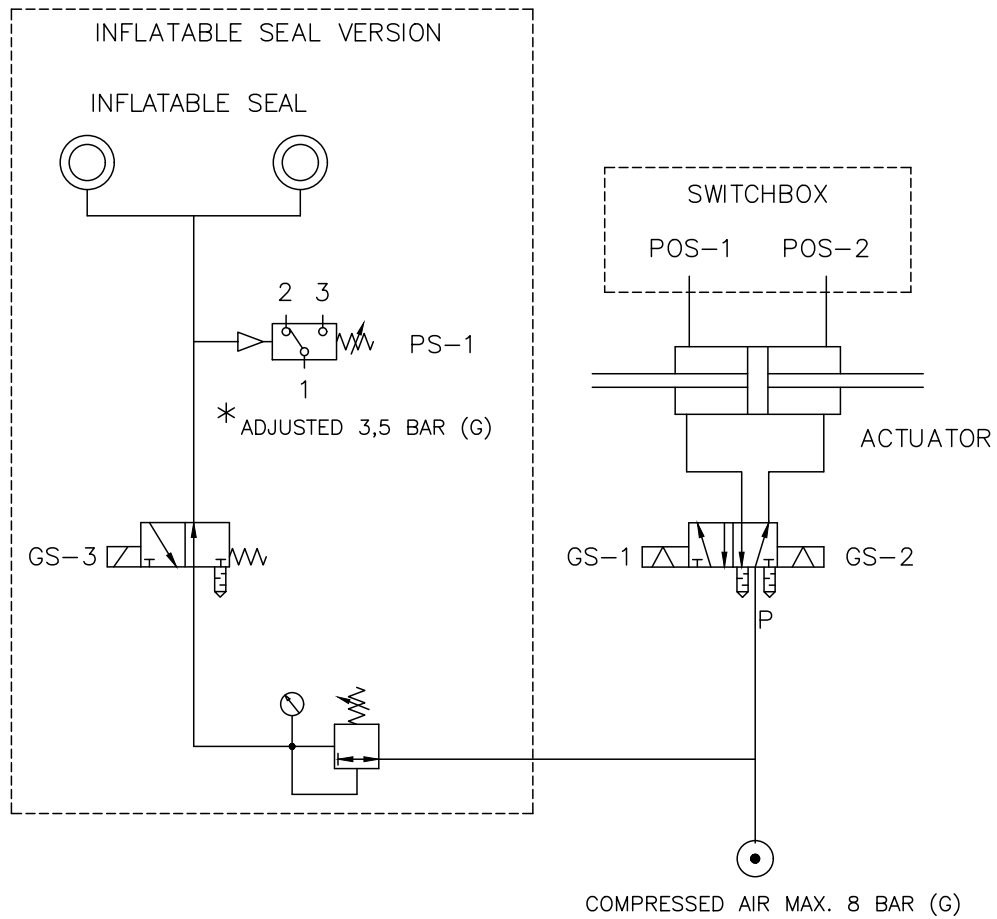 INFLATABLE SEAL VERSION
INFLATABLE SEAL
SWITCHBOX
POS-1 POS-2
2 3
PS-1
1
* ADJUSTED 3,5 BAR (G)
ACTUATOR
GS-3
GS-1
GS-2
P
COMPRESSED AIR MAX. 8 BAR (G)